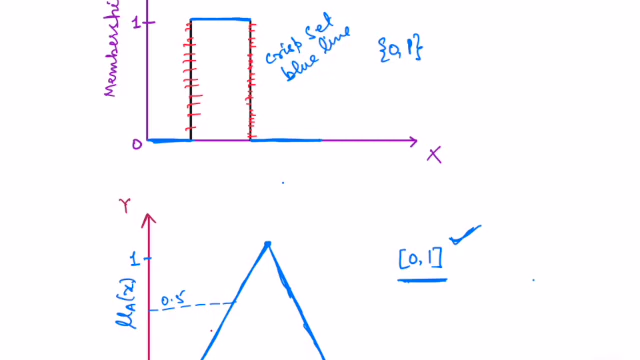 1
Membershi
crisp set
blue line
{0,1}
0
X
Y
1
[0,1]
μA(x)
0.5